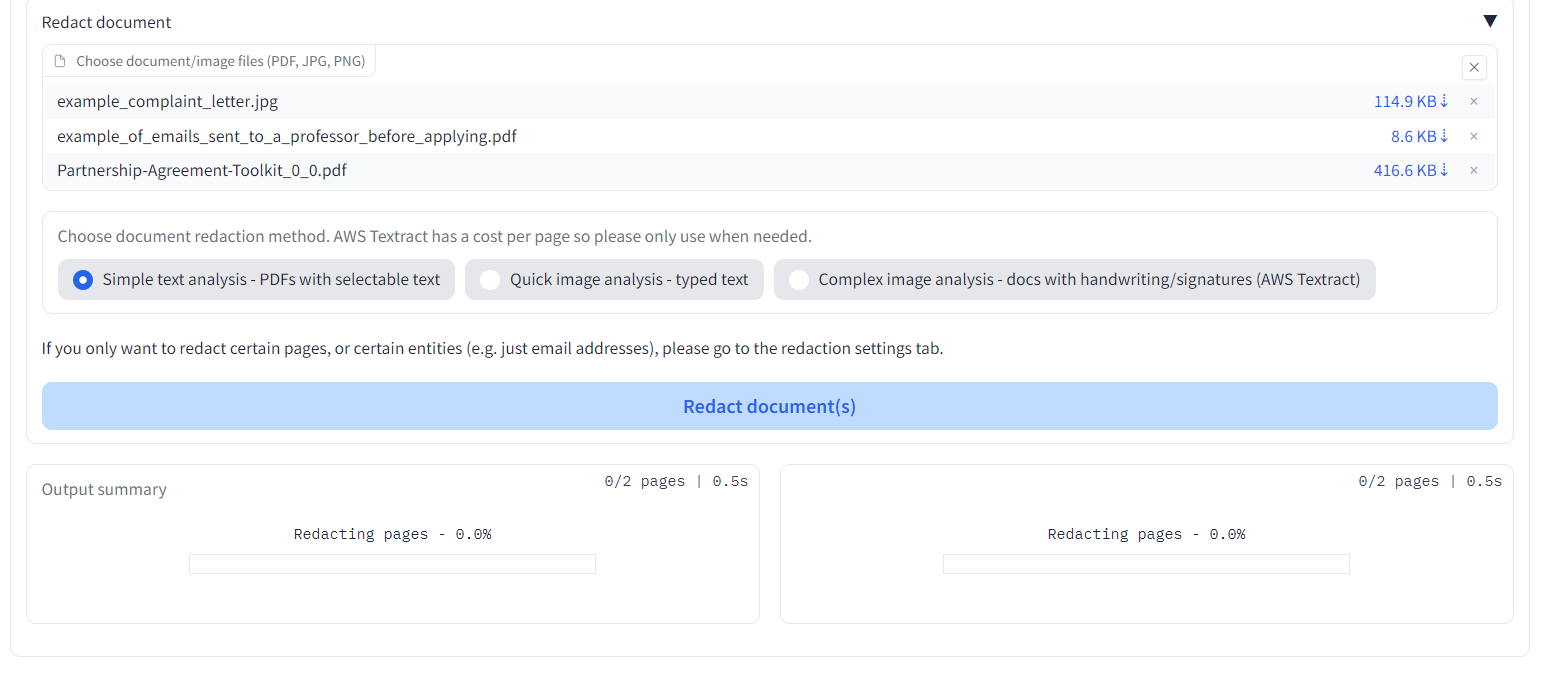 Redact document ▼
Choose document/image files (PDF, JPG, PNG) ×
example_complaint_letter.jpg 114.9 KB⇣ ×
example_of_emails_sent_to_a_professor_before_applying.pdf 8.6 KB⇣ ×
Partnership-Agreement-Toolkit_0_0.pdf 416.6 KB⇣ ×
Choose document redaction method. AWS Textract has a cost per page so please only use when needed.
Simple text analysis - PDFs with selectable text
Quick image analysis - typed text
Complex image analysis - docs with handwriting/signatures (AWS Textract)
If you only want to redact certain pages, or certain entities (e.g. just email addresses), please go to the redaction settings tab.
Redact document(s)
Output summary
0/2 pages | 0.5s
Redacting pages - 0.0%
0/2 pages | 0.5s
Redacting pages - 0.0%